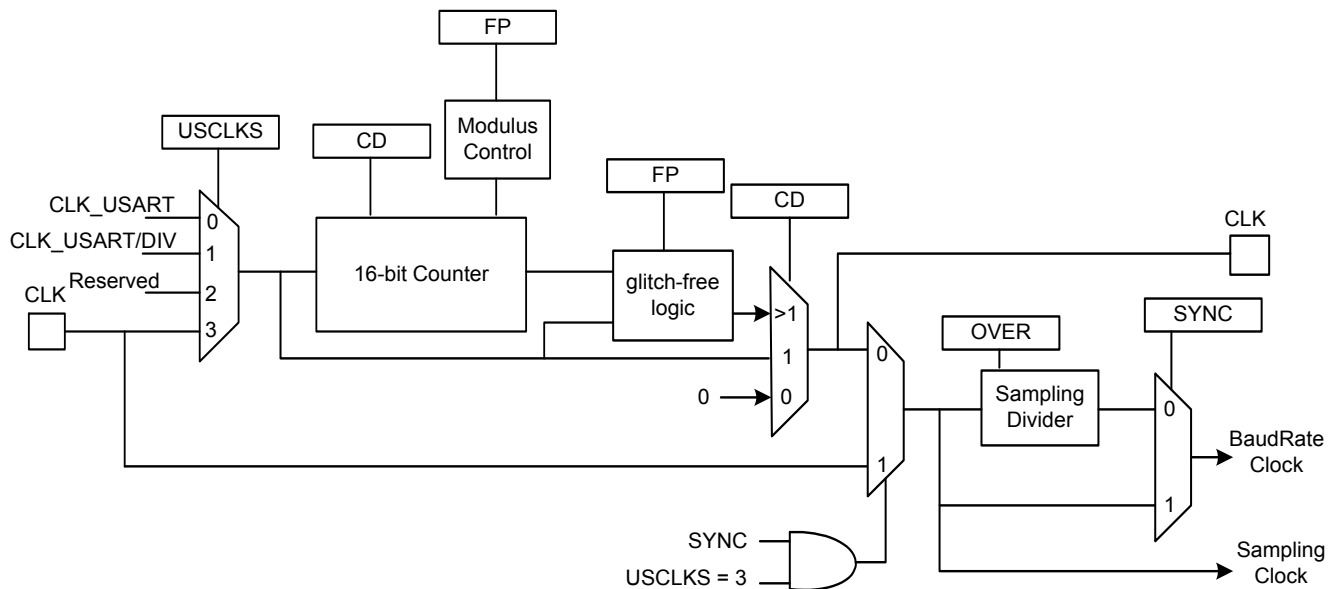 FP
Modulus
Control
USCLKS
CD
FP
CD
CLK_USART
CLK_USART/DIV
Reserved
CLK
0
1
2
3
16-bit Counter
glitch-free
logic
>1
1
0
0
CLK
0
1
OVER
Sampling
Divider
SYNC
0
1
BaudRate
Clock
SYNC
USCLKS = 3
Sampling
Clock